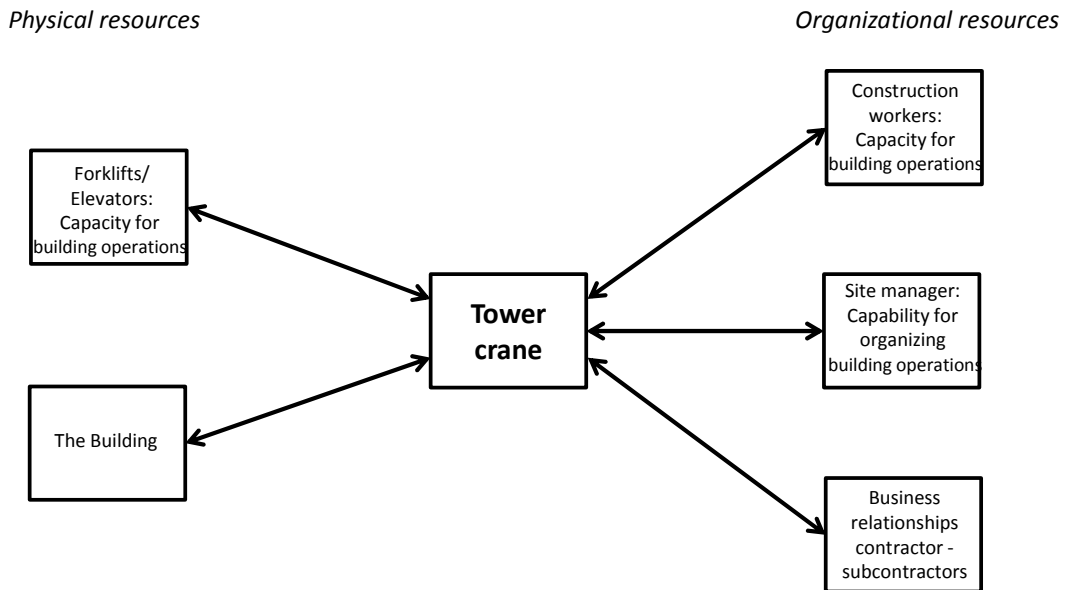 Physical resources
Organizational resources
Construction
workers:
Capacity for
building operations
Forklifts/
Elevators:
Capacity for
building operations
Tower
crane
Site manager:
Capability for
organizing
building operations
The Building
Business
relationships
contractor -
subcontractors